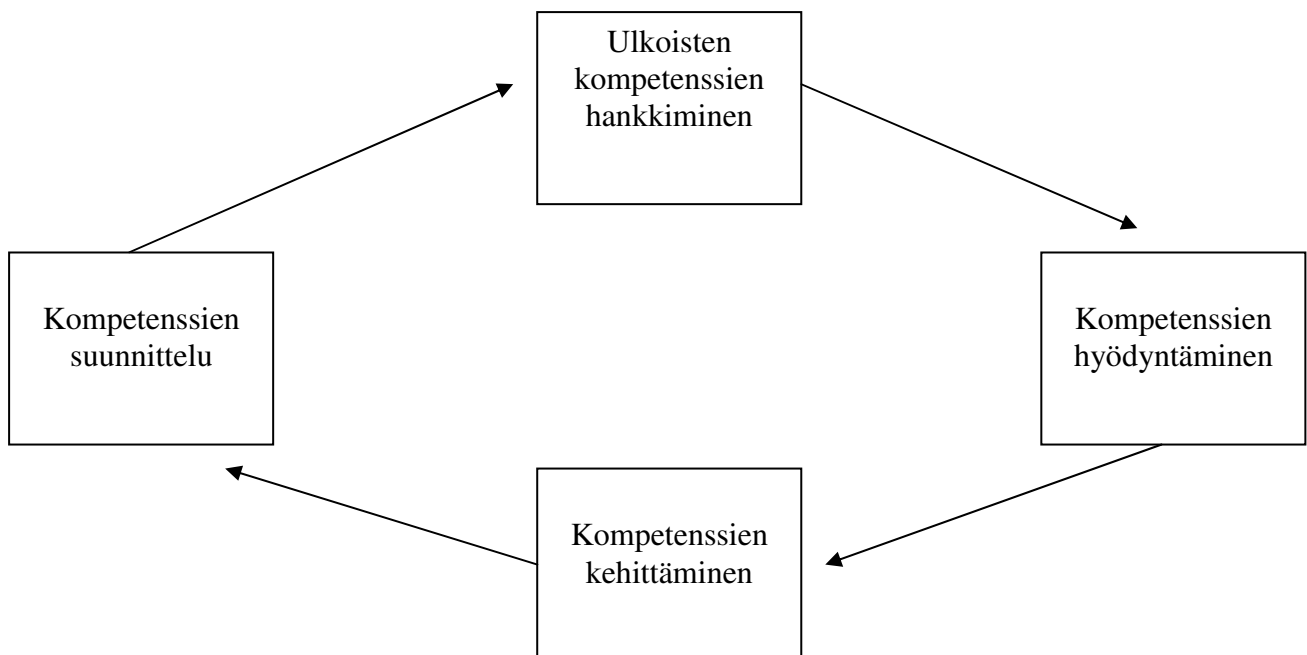 Ulkoisten
kompetenssien
hankkiminen
Kompetenssien
suunnittelu
Kompetenssien
hyödyntäminen
Kompetenssien
kehittäminen